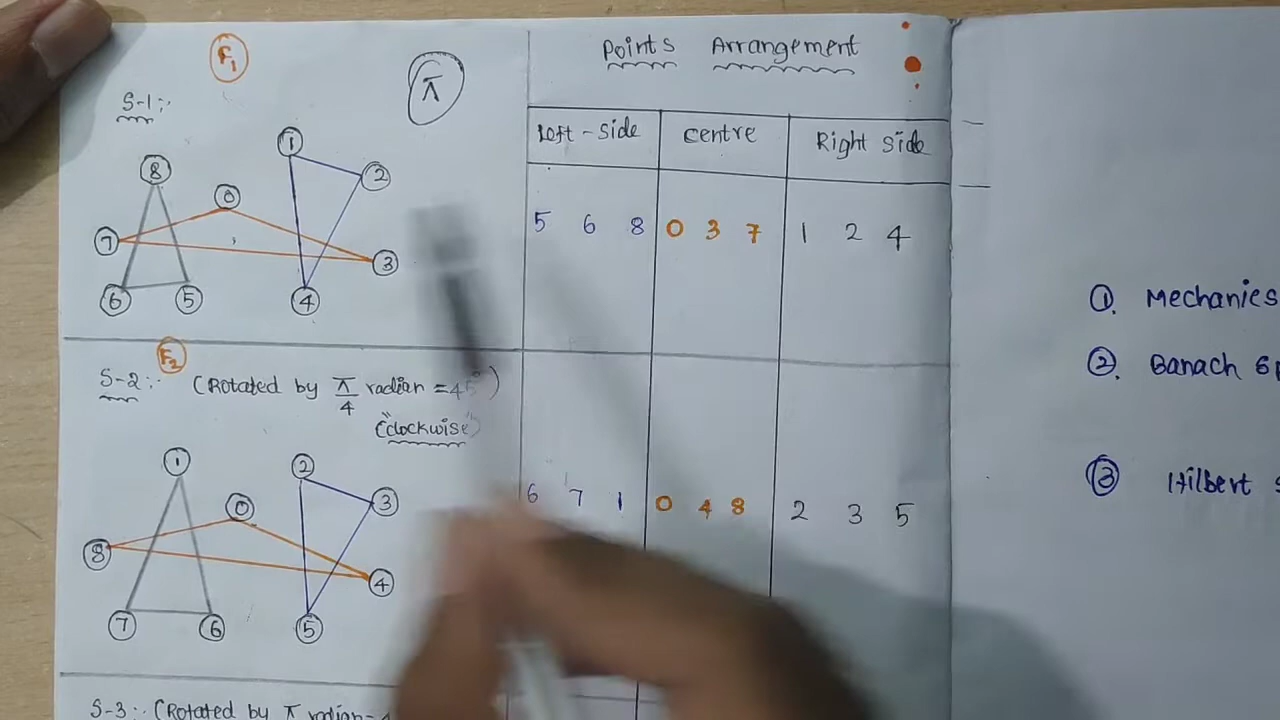 F1
π
S-1:-
1
8
2
0
7
3
6
5
4
Points Arrangement
Left-side
centre
Right side
5 6 8
0 3 7
1 2 4
F2
S-2:- (Rotated by π/4 radian =45°)
(“clockwise”)
1
2
0
3
8
4
7
6
5
6 7 1
0 4 8
2 3 5
S-3:- (Rotated by π radian=
①. Mechanics
②. Banach
③ Hilbert